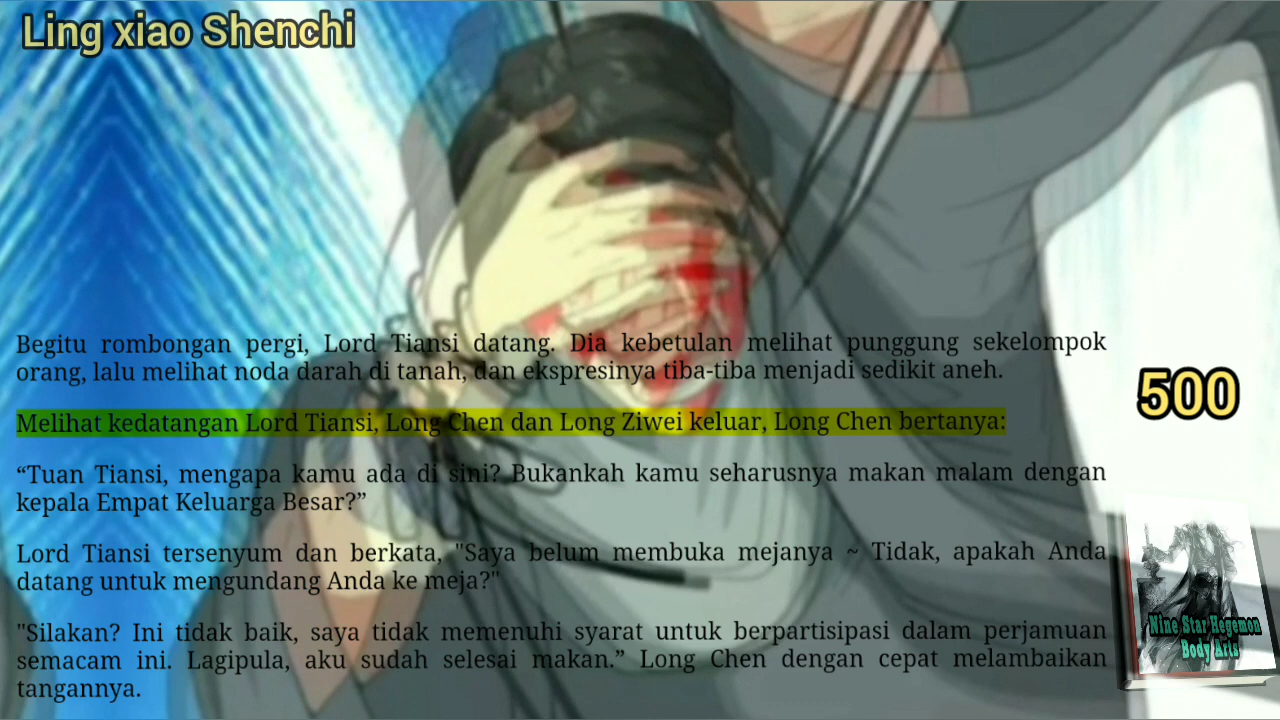 Ling xiao Shenchi
Begitu rombongan pergi, Lord Tiansi datang. Dia kebetulan melihat punggung sekelompok
orang, lalu melihat noda darah di tanah, dan ekspresinya tiba-tiba menjadi sedikit aneh.
Melihat kedatangan Lord Tiansi, Long Chen dan Long Ziwei keluar, Long Chen bertanya:
“Tuan Tiansi, mengapa kamu ada di sini? Bukankah kamu seharusnya makan malam dengan
kepala Empat Keluarga Besar?”
Lord Tiansi tersenyum dan berkata, "Saya belum membuka mejanya ~ Tidak, apakah Anda
datang untuk mengundang Anda ke meja?"
"Silakan? Ini tidak baik, saya tidak memenuhi syarat untuk berpartisipasi dalam perjamuan
semacam ini. Lagipula, aku sudah selesai makan.” Long Chen dengan cepat melambaikan
tangannya.
500
Nine Star Hegemon
Body Arts